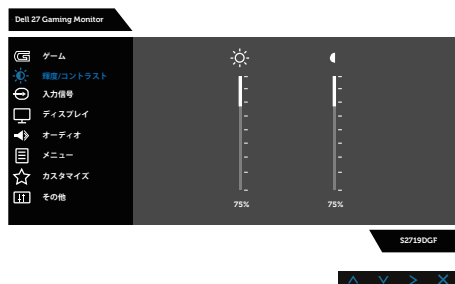 Dell 27 Gaming Monitor
ゲーム
輝度/コントラスト
入力信号
ディスプレイ
オーディオ
メニュー
カスタマイズ
その他
75%
75%
S2719DGF